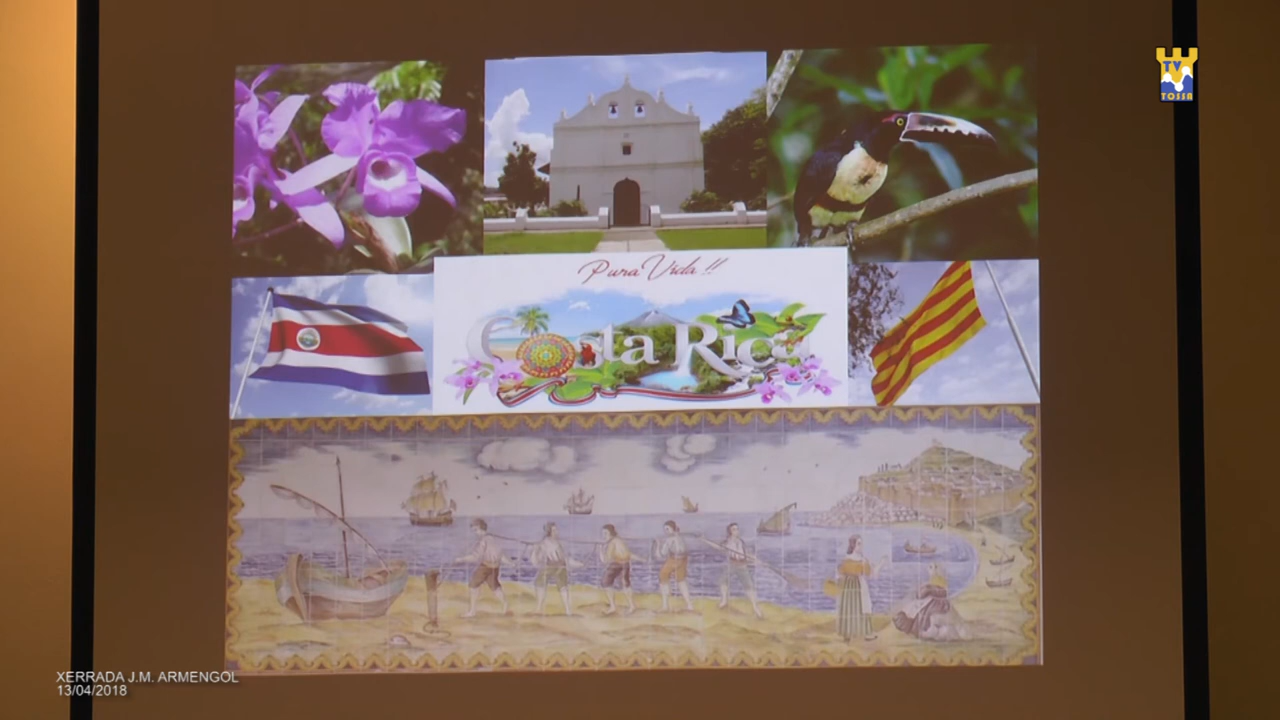 TV
TOSSA
Pura Vida !!
Costa Rica
XERRADA J.M. ARMENGOL
13/04/2018